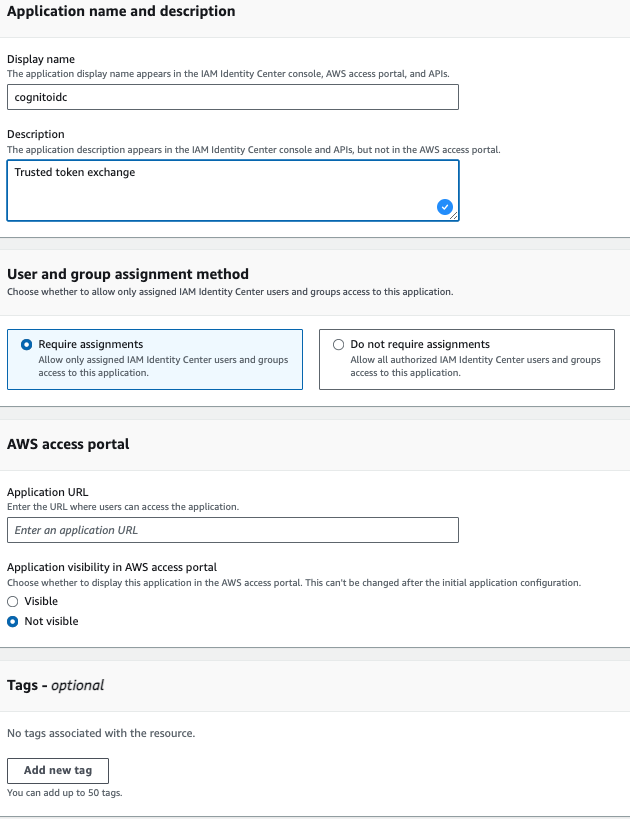 Application name and description
Display name
The application display name appears in the IAM Identity Center console, AWS access portal, and APIs.
cognitoidc
Description
The application description appears in the IAM Identity Center console and APIs, but not in the AWS access portal.
Trusted token exchange
User and group assignment method
Choose whether to allow only assigned IAM Identity Center users and groups access to this application.
Require assignments
Allow only assigned IAM Identity Center users and groups
access to this application.
Do not require assignments
Allow all authorized IAM Identity Center users and groups
access to this application.
AWS access portal
Application URL
Enter the URL where users can access the application.
Enter an application URL
Application visibility in AWS access portal
Choose whether to display this application in the AWS access portal. This can't be changed after the initial application configuration.
Visible
Not visible
Tags - optional
No tags associated with the resource.
Add new tag
You can add up to 50 tags.